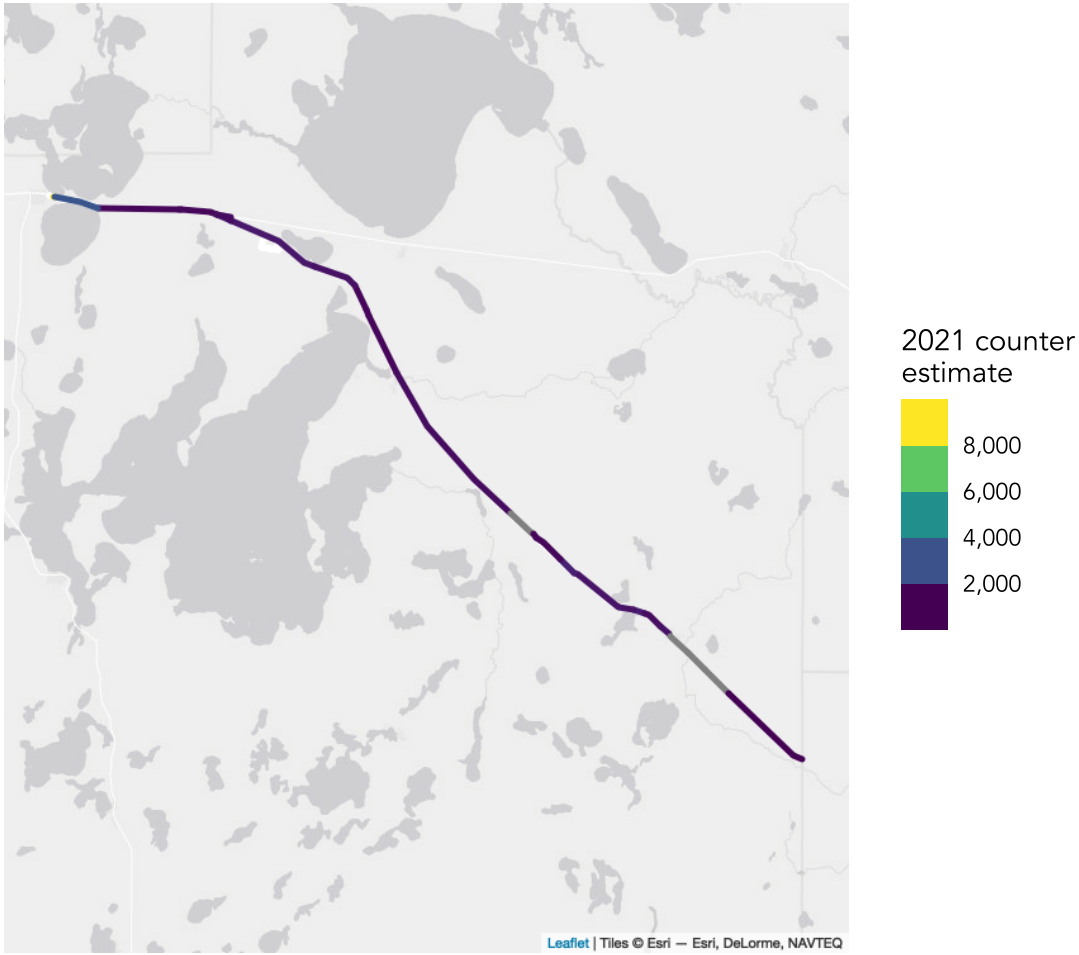 2021 counter
estimate
8,000
6,000
4,000
2,000
Leaflet | Tiles © Esri — Esri, DeLorme, NAVTEQ